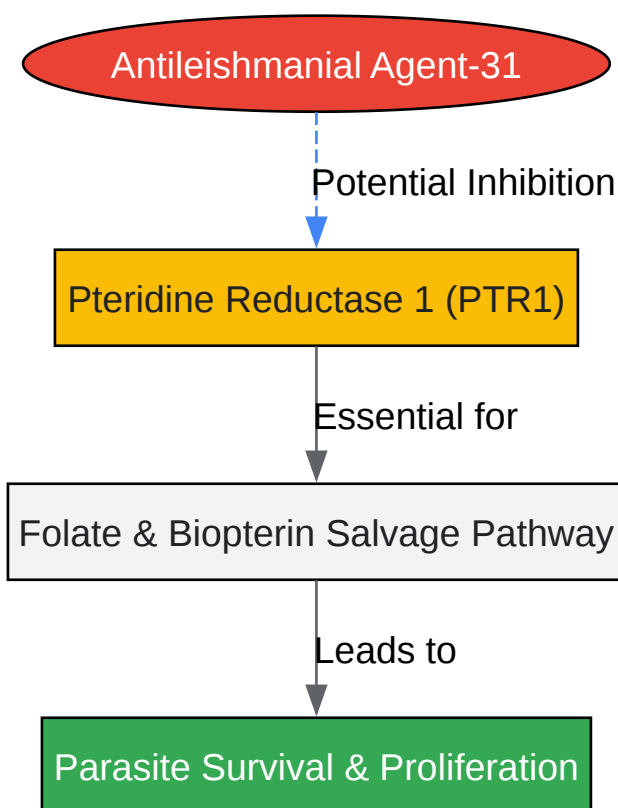 Antileishmanial Agent-31
Potential Inhibition
Pteridine Reductase 1 (PTR1)
Essential for
Folate & Biopterin Salvage Pathway
Leads to
Parasite Survival & Proliferation